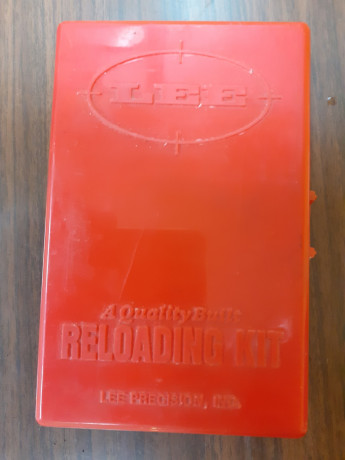 LEE
A Quality Built
RELOADING KIT
LEE PRECISION, INC.